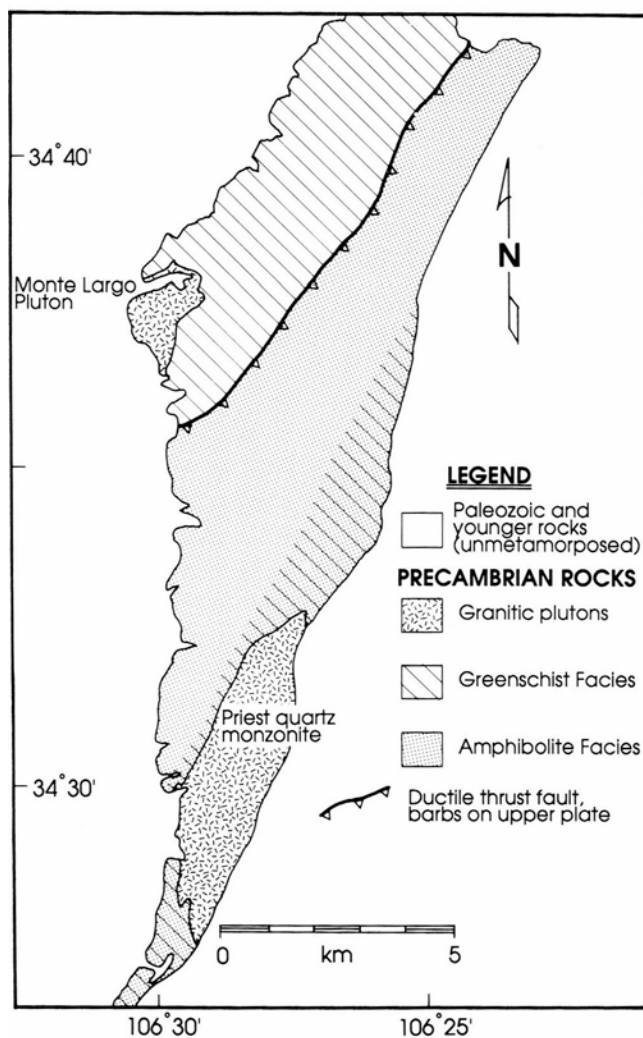 34°40'
Monte Largo
Pluton
N
LEGEND
Paleozoic and
younger rocks
(unmetamorposed)
PRECAMBRIAN ROCKS
Granitic plutons
Greenschist Facies
Priest quartz
monzonite
Amphibolite Facies
34°30'
Ductile thrust fault,
barbs on upper plate
0 5
km
106°30' 106°25'